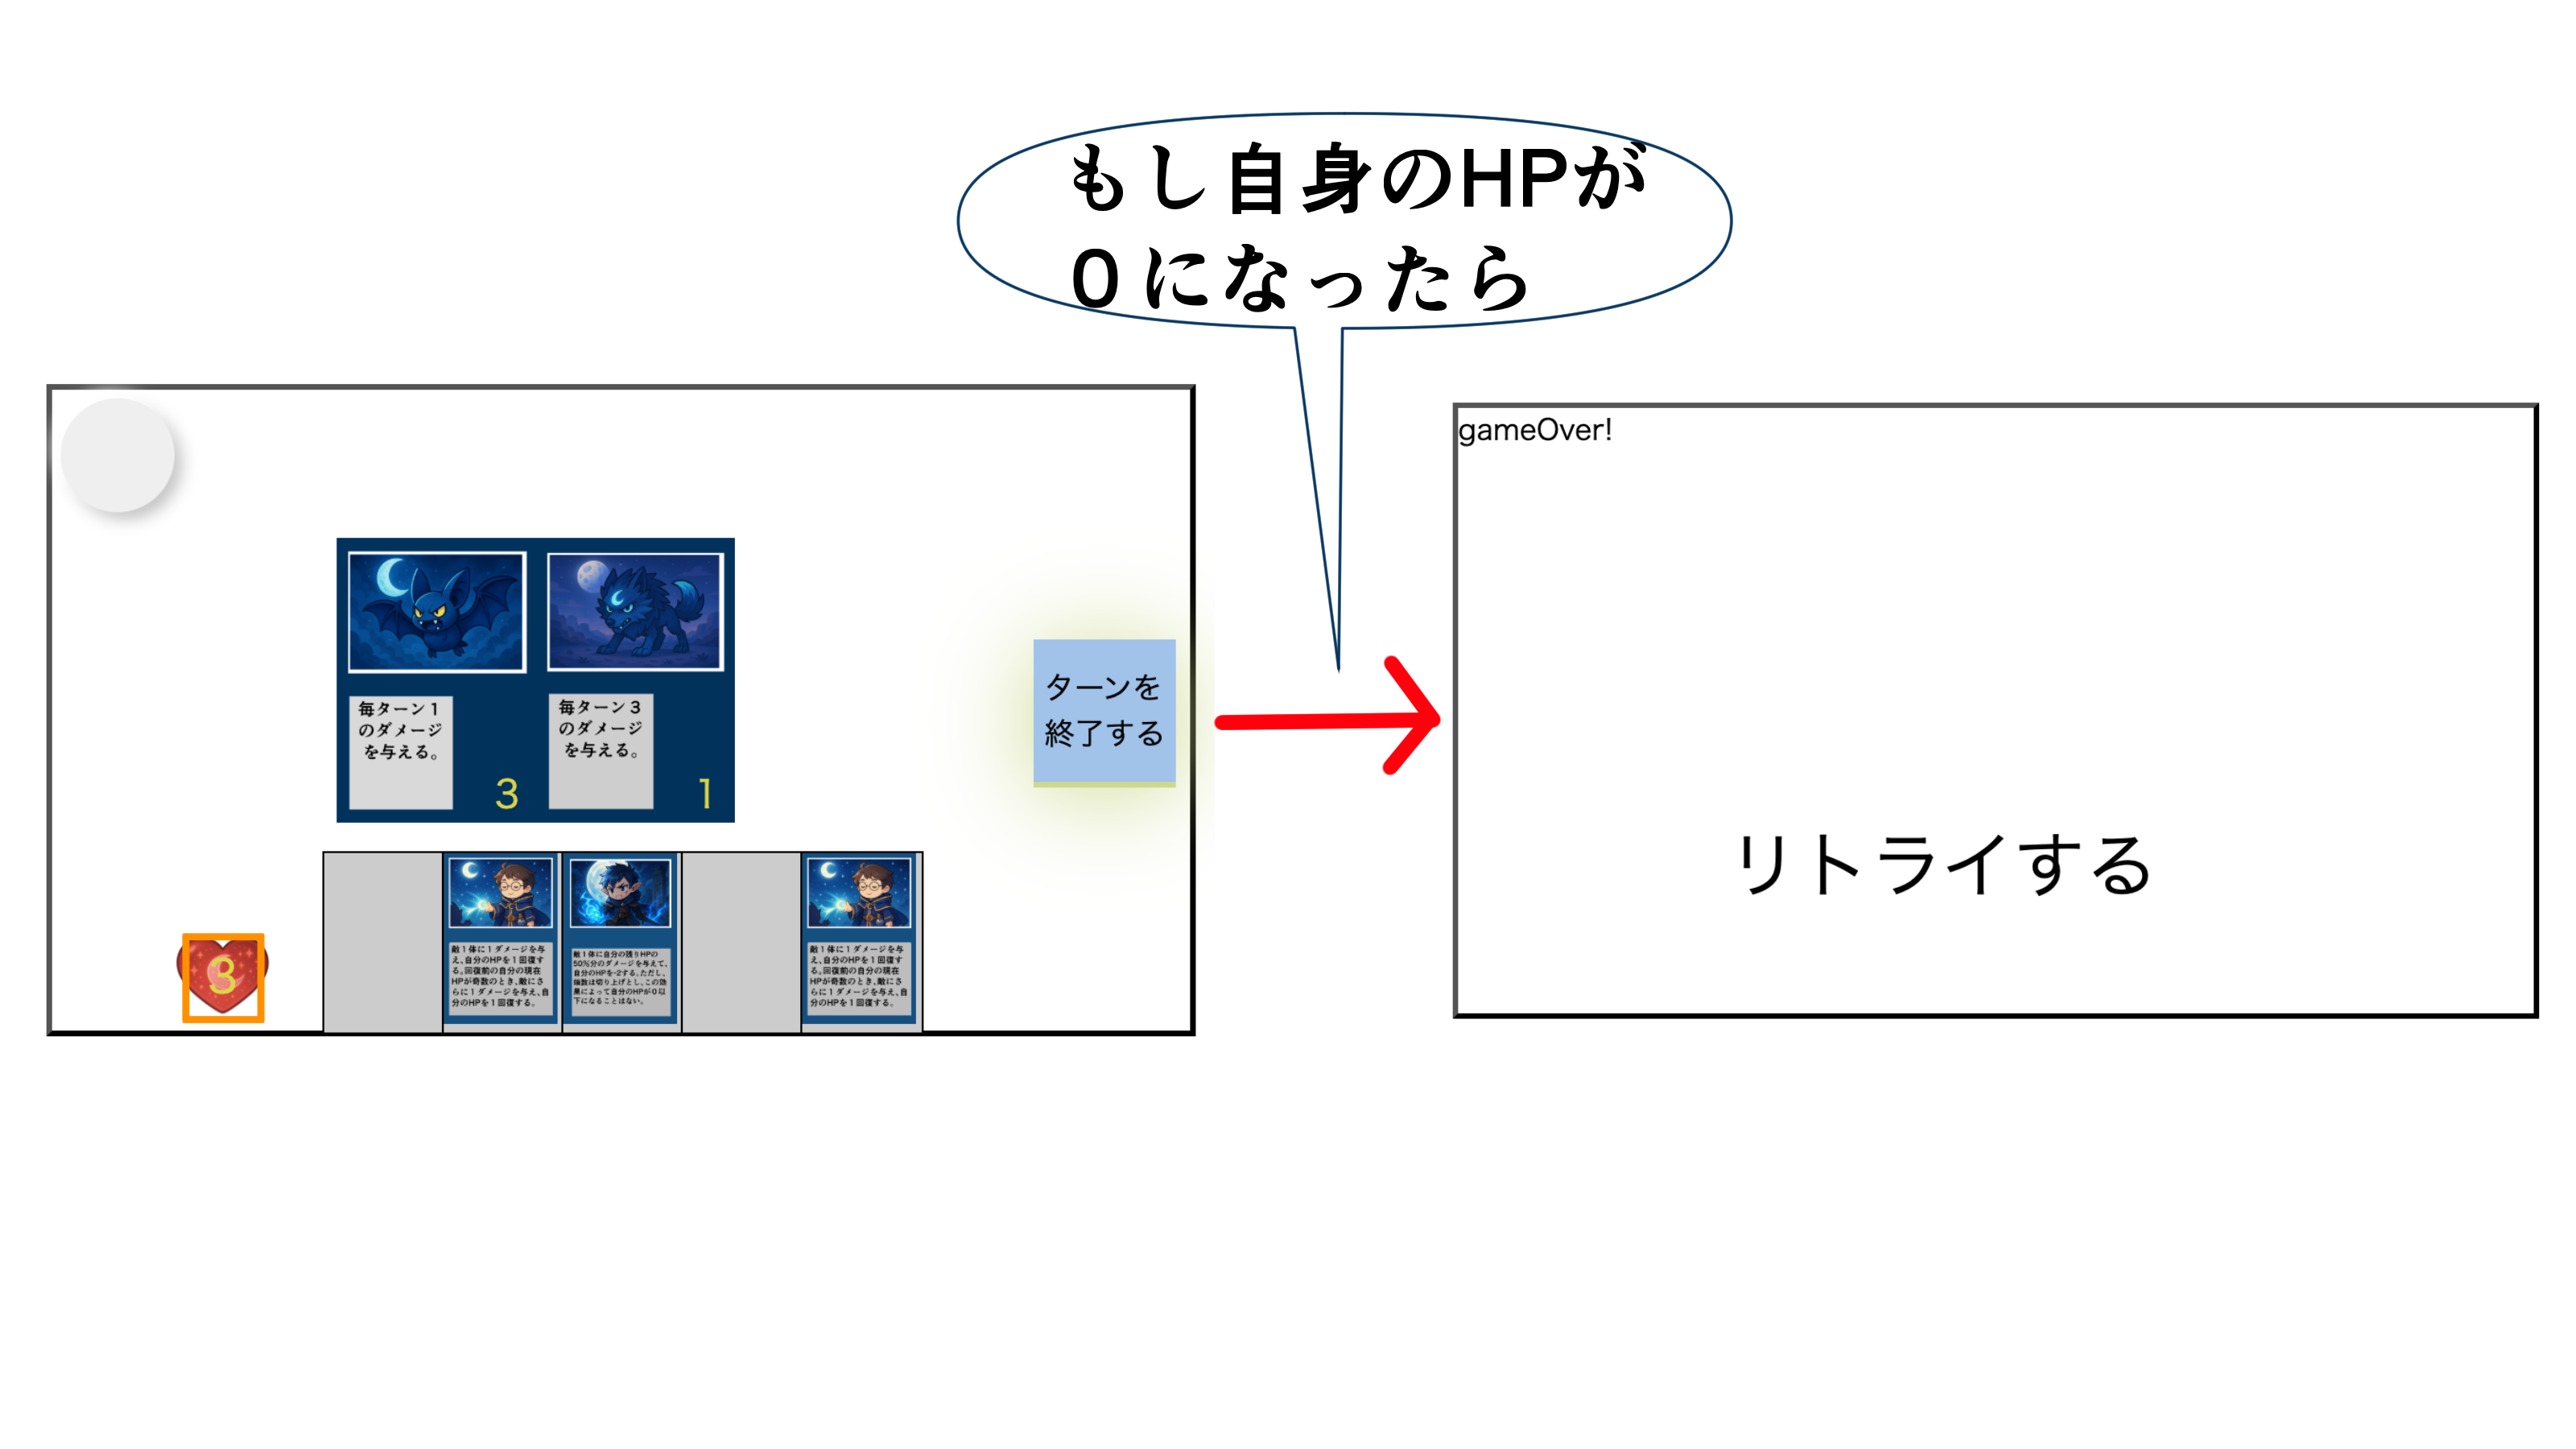 もし自身のHPが
０になったら
gameOver!
毎ターン１
のダメージ
を与える。
3
毎ターン３
のダメージ
を与える。
1
ターンを
終了する
リトライする
3
敵１体に１ダメージを与
え、自分のHPを１回復す
る。回復前の自分の現在
HPが奇数のとき、敵にさ
らに１ダメージを与え、自
分のHPを１回復する。
敵１体に自分の残りHPの
50%分のダメージを与えて、
自分のHPを-2する。ただし、
端数は切り上げとし、この効
果によって自分のHPが０以
下になることはない。
敵１体に１ダメージを与
え、自分のHPを１回復す
る。回復前の自分の現在
HPが奇数のとき、敵にさ
らに１ダメージを与え、自
分のHPを１回復する。